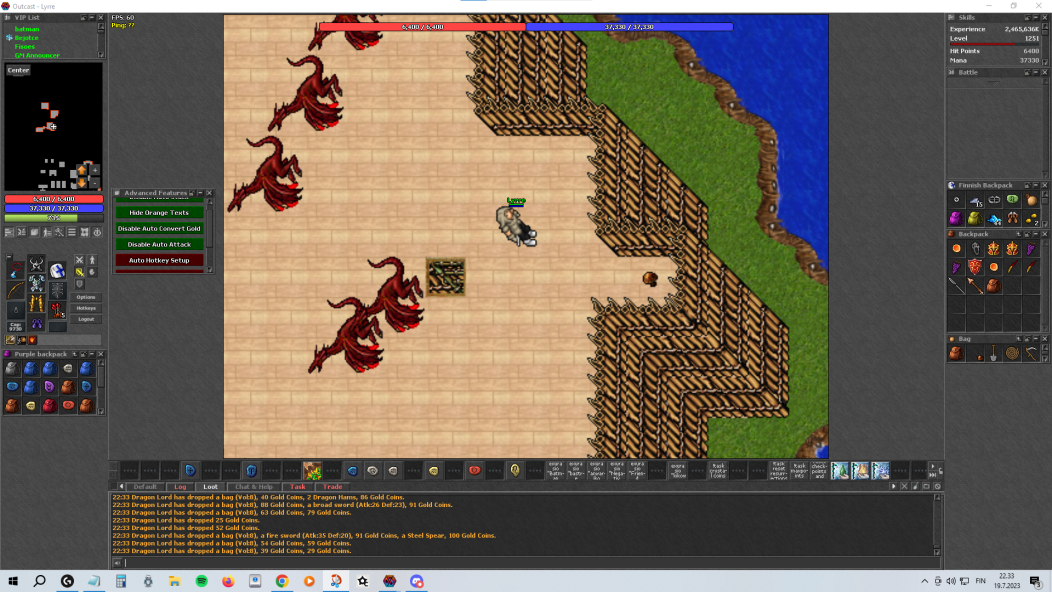 Outcast - Lyrre
VIP List
batman
Bejatce
Fisoos
GM Announcer
Center
FPS: 60
Ping: ??
6,400 / 6,400
37,330 / 37,330
6,400 / 6,400
37,330 / 37,330
Advanced Features
Hide Orange Texts
Disable Auto Convert Gold
Disable Auto Attack
Auto Hotkey Setup
Options
Hotkeys
Logout
Cap:
Purple backpack
Skills
Experience 2,465,636K
Level 1251
Hit Points 6400
Mana 37330
Battle
Finnish Backpack
Backpack
Bag
Default Log Loot Chat & Help Task Trade
22:33 Dragon Lord has dropped a bag (Vol:8), 40 Gold Coins, 2 Dragon Hams, 86 Gold Coins.
22:33 Dragon Lord has dropped a bag (Vol:8), 88 Gold Coins, a broad sword (Atk:26 Def:23), 91 Gold Coins.
22:33 Dragon Lord has dropped a bag (Vol:8), 63 Gold Coins, 79 Gold Coins.
22:33 Dragon Lord has dropped 25 Gold Coins.
22:33 Dragon Lord has dropped 52 Gold Coins.
22:33 Dragon Lord has dropped a bag (Vol:8), a fire sword (Atk:35 Def:20), 91 Gold Coins, a Steel Spear, 100 Gold Coins.
22:33 Dragon Lord has dropped a bag (Vol:8), 54 Gold Coins, 59 Gold Coins.
22:33 Dragon Lord has dropped a bag (Vol:8), 39 Gold Coins, 29 Gold Coins.
FIN
22.33
19.7.2023